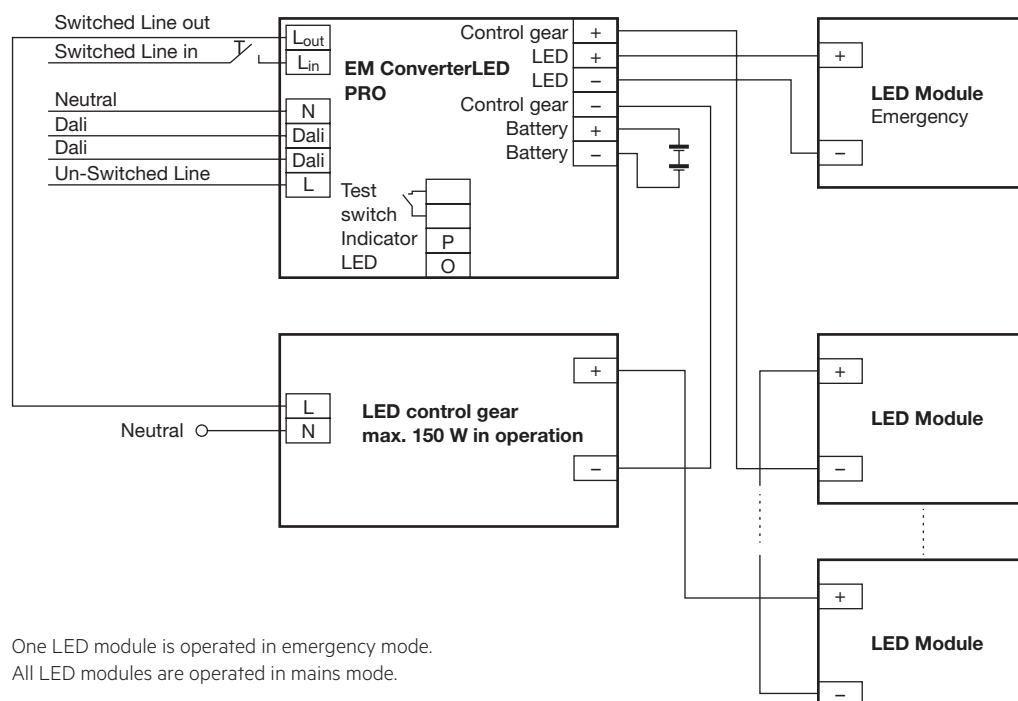 Switched Line out
Switched Line in
Neutral
Dali
Dali
Un-Switched Line
Lout
Lin
N
Dali
Dali
L
EM ConverterLED
PRO
Test
switch
Indicator
LED
P
O
Control gear +
LED +
LED –
Control gear –
Battery +
Battery –
+
–
LED Module
Emergency
Neutral
L
N
LED control gear
max. 150 W in operation
+
–
+
–
LED Module
+
–
LED Module
One LED module is operated in emergency mode.
All LED modules are operated in mains mode.